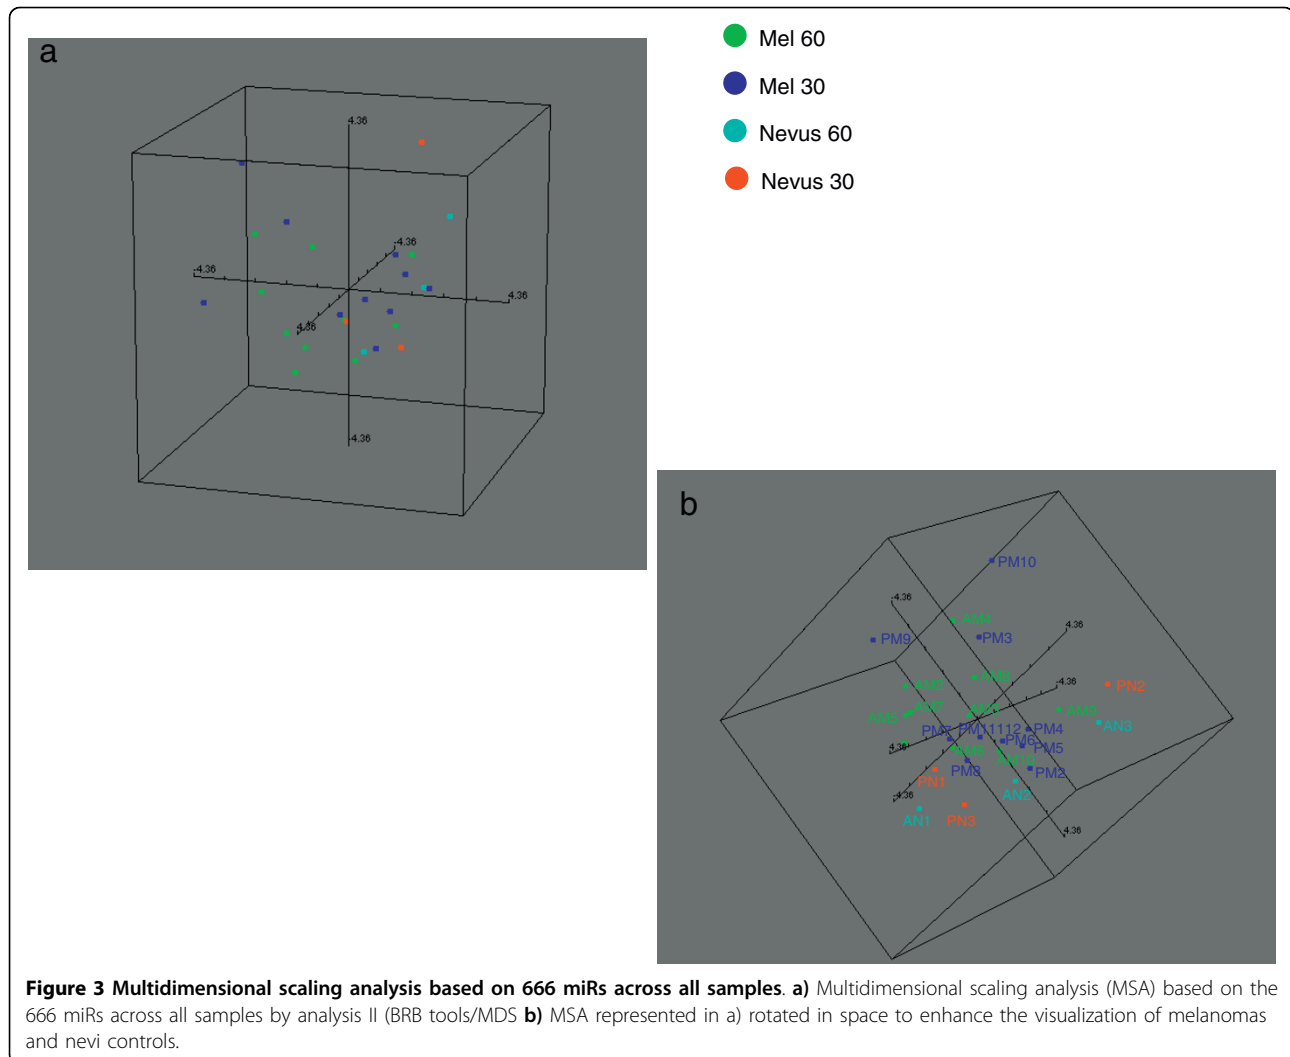 a
Mel 60
Mel 30
Nevus 60
Nevus 30
4.36
-4.36
-4.36
4.36
4.36
-4.36
b
PM10
-4.36
AM4
PM9
PM3
4.36
-4.36
PN2
AM7
PM7
PM11112
PM4
AN3
PM6
PM5
4.36
PM8
PM2
PN1
AN2
-4.36
AN1
PN3
4.36
Figure 3 Multidimensional scaling analysis based on 666 miRs across all samples. a) Multidimensional scaling analysis (MSA) based on the
666 miRs across all samples by analysis II (BRB tools/MDS b) MSA represented in a) rotated in space to enhance the visualization of melanomas
and nevi controls.